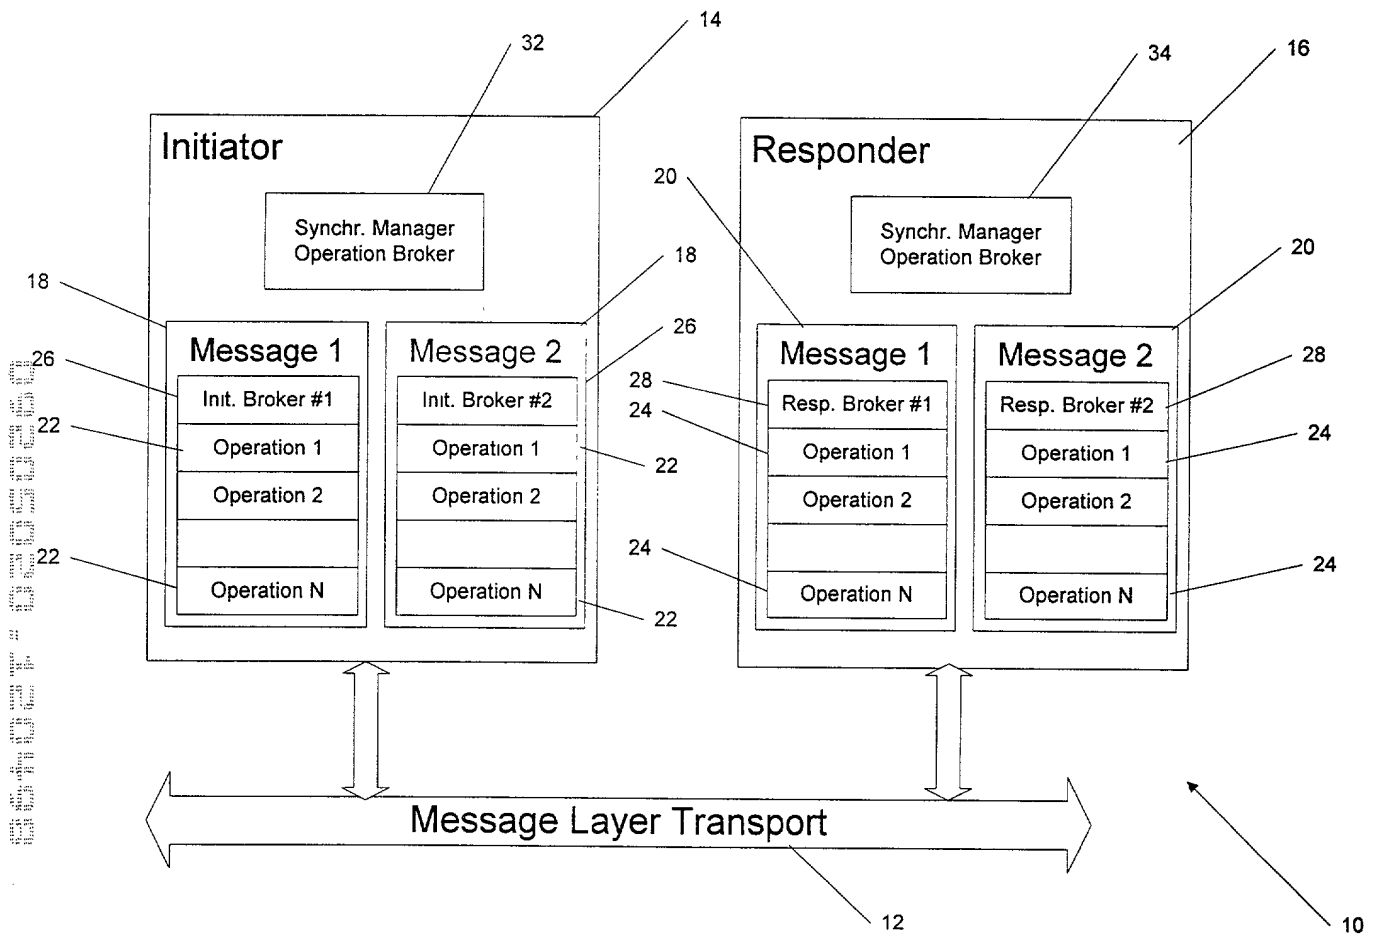 32
14
34
16
Initiator
Responder
20
Synchr. Manager
Operation Broker
Synchr. Manager
Operation Broker
18
18
20
Message 1
Message 2
Message 1
Message 2
26
26
28
28
Init. Broker #1
Init. Broker #2
Resp. Broker #1
Resp. Broker #2
22
24
24
Operation 1
Operation 1
Operation 1
Operation 1
22
Operation 2
Operation 2
Operation 2
Operation 2
22
24
24
Operation N
Operation N
Operation N
Operation N
22
Message Layer Transport
12
10